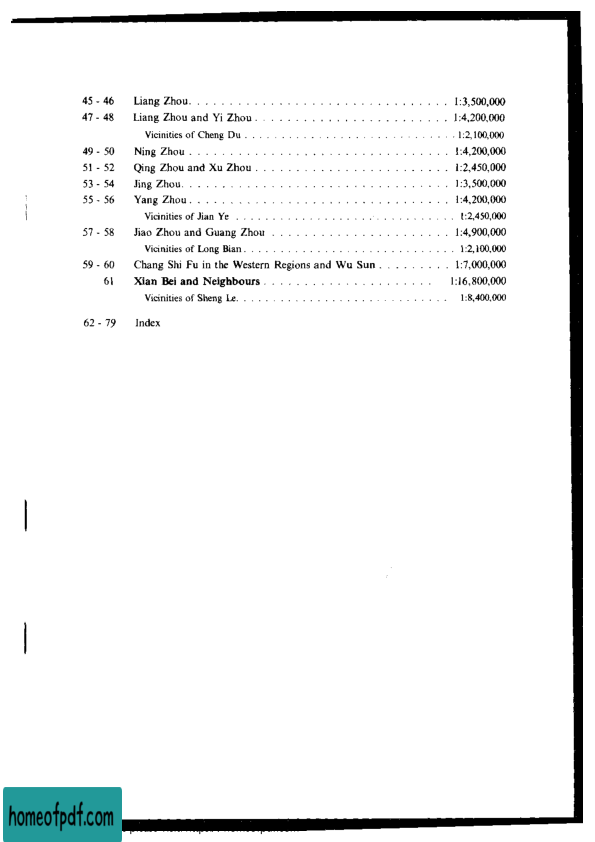 45 - 46 Liang Zhou. . . . . . . . . . . . . . . . . . . . . . . . . . . . . . . . 1:3,500,000
47 - 48 Liang Zhou and Yi Zhou . . . . . . . . . . . . . . . . . . . . . . . . 1:4,200,000
Vicinities of Cheng Du . . . . . . . . . . . . . . . . . . . . . . . . . . . . 1:2,100,000
49 - 50 Ning Zhou . . . . . . . . . . . . . . . . . . . . . . . . . . . . . . . . 1:4,200,000
51 - 52 Qing Zhou and Xu Zhou . . . . . . . . . . . . . . . . . . . . . . . . 1:2,450,000
53 - 54 Jing Zhou. . . . . . . . . . . . . . . . . . . . . . . . . . . . . . . . . 1:3,500,000
55 - 56 Yang Zhou . . . . . . . . . . . . . . . . . . . . . . . . . . . . . . . . 1:4,200,000
Vicinities of Jian Ye . . . . . . . . . . . . . . . . . . . . . . . . . . . . . 1:2,450,000
57 - 58 Jiao Zhou and Guang Zhou . . . . . . . . . . . . . . . . . . . . . . 1:4,900,000
Vicinities of Long Bian . . . . . . . . . . . . . . . . . . . . . . . . . . . . 1:2,100,000
59 - 60 Chang Shi Fu in the Western Regions and Wu Sun . . . . . . . . . 1:7,000,000
61 Xian Bei and Neighbours . . . . . . . . . . . . . . . . . . . . . 1:16,800,000
Vicinities of Sheng Le. . . . . . . . . . . . . . . . . . . . . . . . . . . . 1:8,400,000
62 - 79 Index
homeofpdf.com